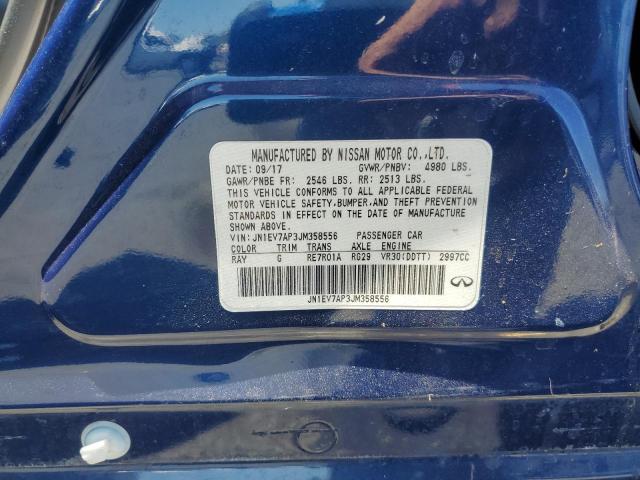 MANUFACTURED BY NISSAN MOTOR CO.,LTD.
DATE: 09/17 GVWR/PNBV: 4980 LBS.
GAWR/PNBE FR: 2546 LBS. RR: 2513 LBS.
THIS VEHICLE CONFORMS TO ALL APPLICABLE FEDERAL
MOTOR VEHICLE SAFETY,BUMPER,AND THEFT PREVENTION
STANDARDS IN EFFECT ON THE DATE OF MANUFACTURE
SHOWN ABOVE.
VIN: JN1EV7AP3JM358556 PASSENGER CAR
COLOR TRIM TRANS AXLE ENGINE
RAY G RE7R01A RG29 VR30(DDTT) 2997CC
JN1EV7AP3JM358556